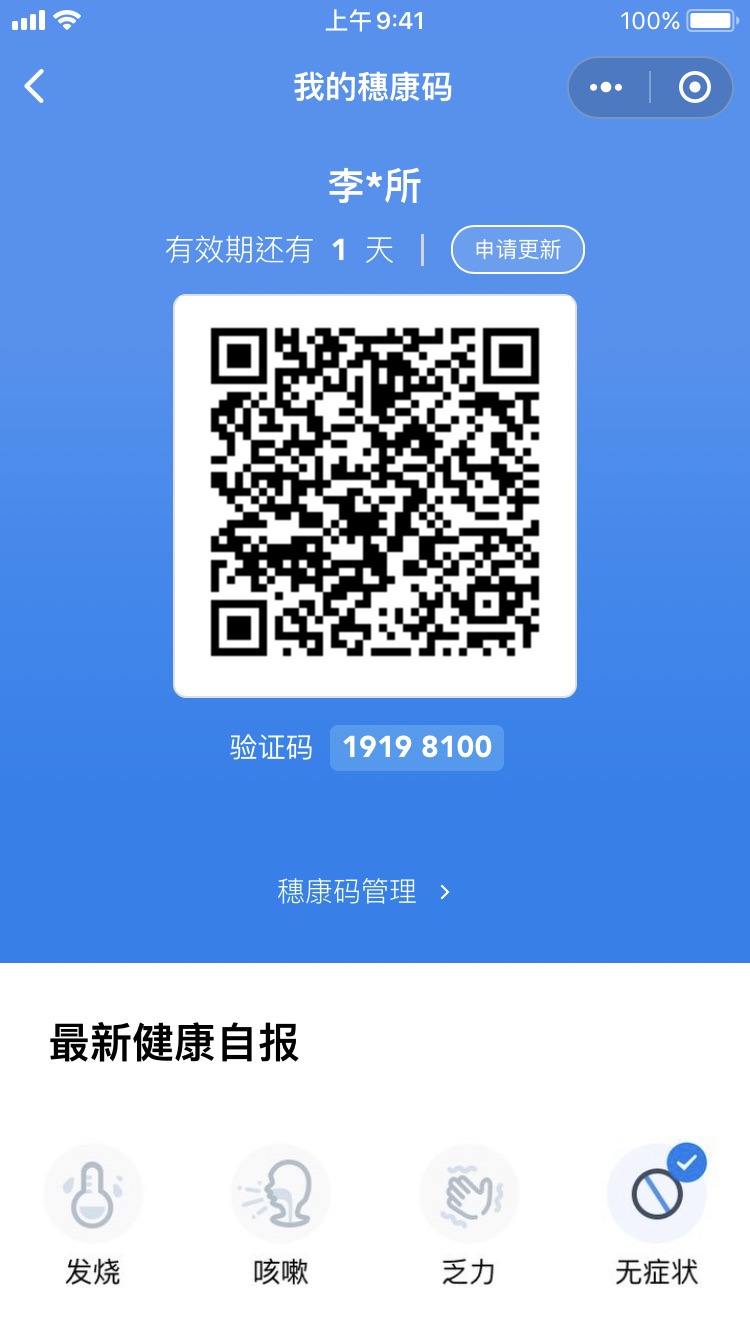 上午 9:41
100%
我的穗康码
李*所
有效期还有 1 天 | 申请更新
验证码 1919 8100
穗康码管理 >
最新健康自报
发烧 咳嗽 乏力 无症状